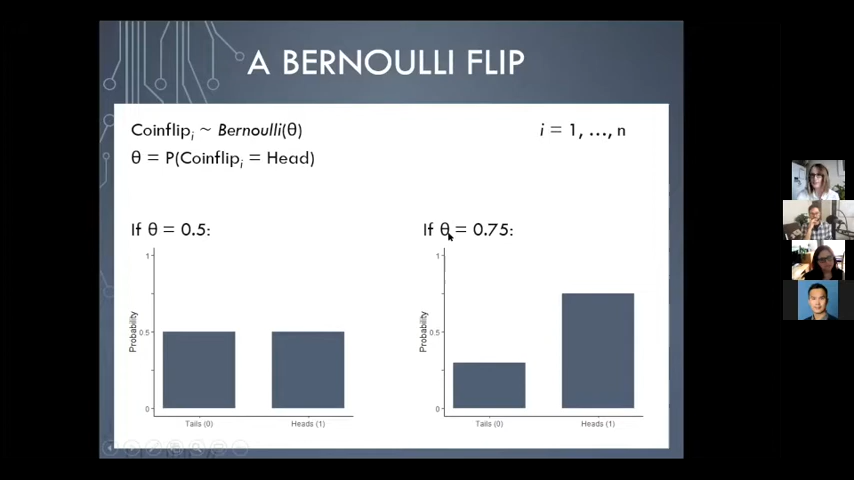 A BERNOULLI FLIP
Coinflipᵢ ~ Bernoulli(θ)
i = 1, …, n
θ = P(Coinflipᵢ = Head)
If θ = 0.5:
If θ = 0.75:
1
0.5
0
Probability
Tails (0)
Heads (1)
1
0.5
0
Probability
Tails (0)
Heads (1)